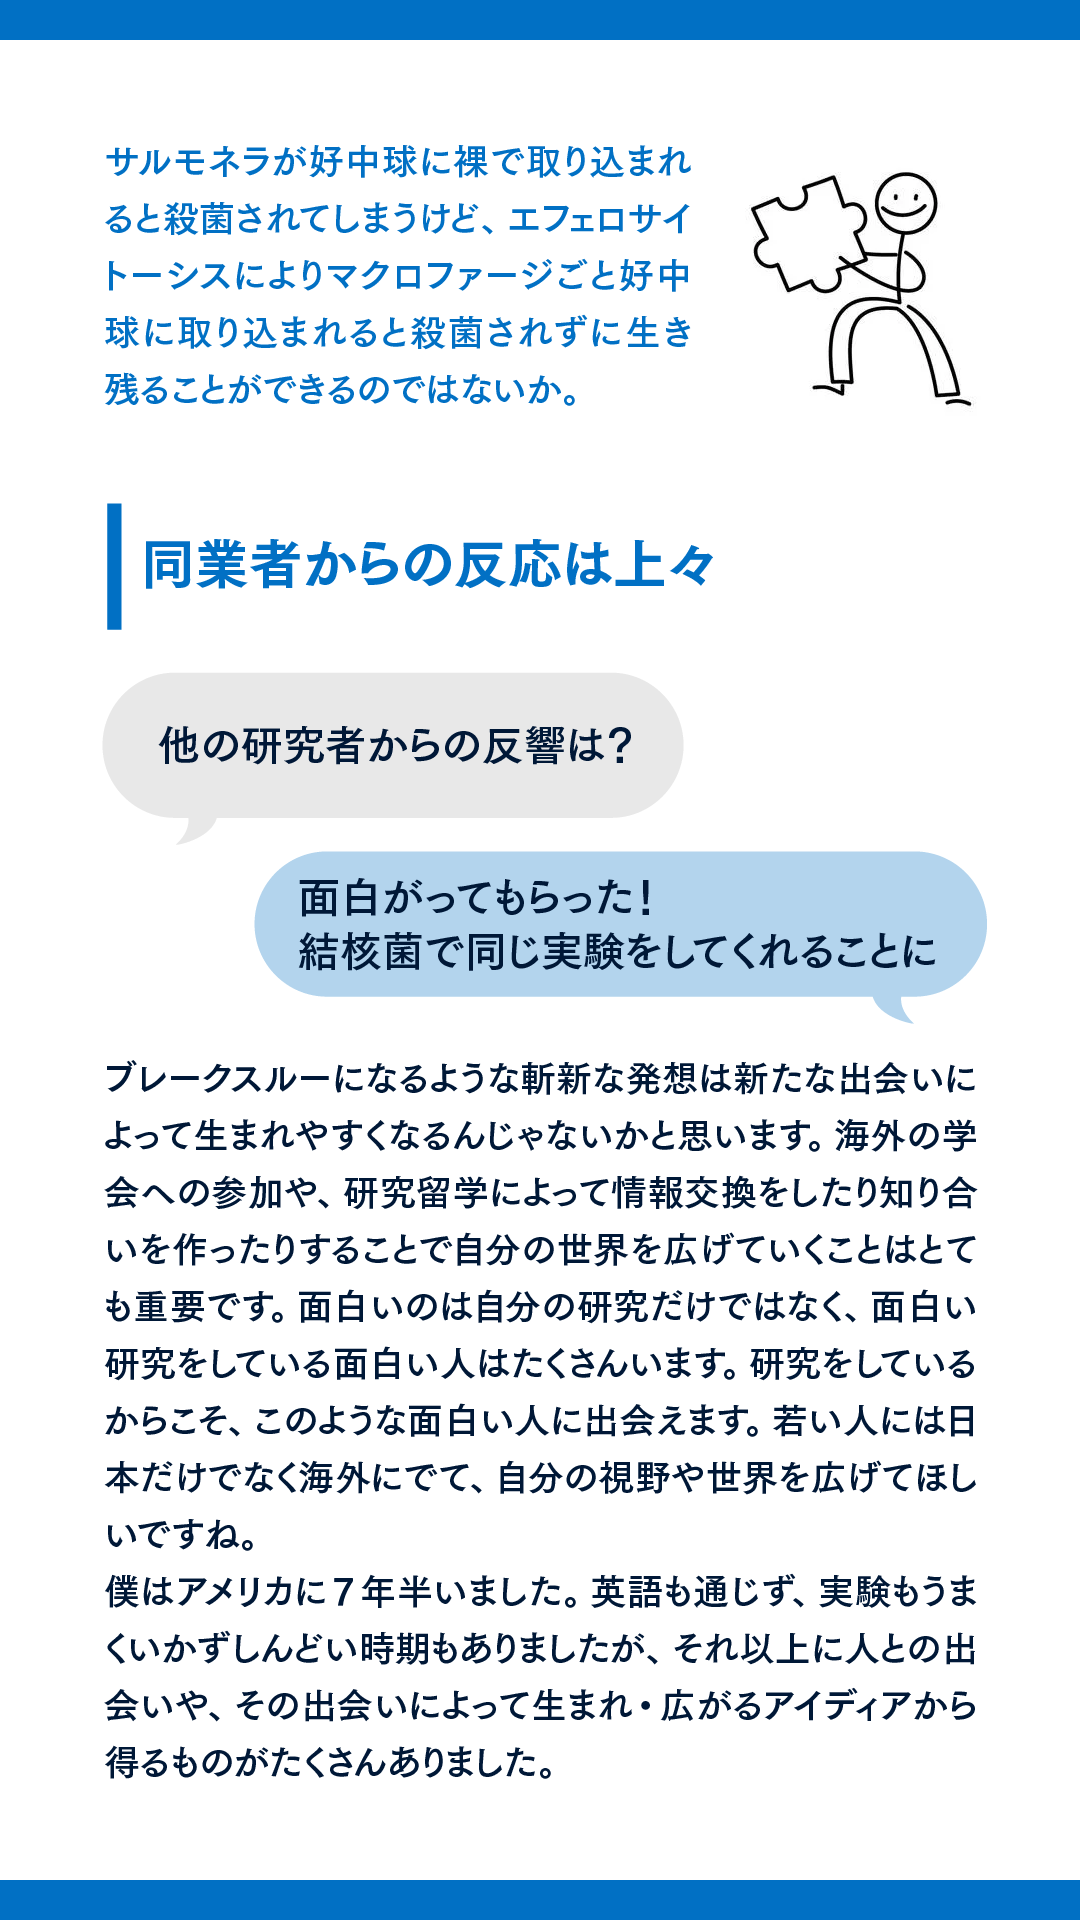 サルモネラが好中球に裸で取り込まれ
ると殺菌されてしまうけど、エフェロサイ
トーシスによりマクロファージごと好中
球に取り込まれると殺菌されずに生き
残ることができるのではないか。
同業者からの反応は上々
他の研究者からの反響は?
面白がってもらった!
結核菌で同じ実験をしてくれることに
ブレークスルーになるような斬新な発想は新たな出会いに
よって生まれやすくなるんじゃないかと思います。海外の学
会への参加や、研究留学によって情報交換をしたり知り合
いを作ったりすることで自分の世界を広げていくことはとて
も重要です。面白いのは自分の研究だけではなく、面白い
研究をしている面白い人はたくさんいます。研究をしている
からこそ、このような面白い人に出会えます。若い人には日
本だけでなく海外にでて、自分の視野や世界を広げてほし
いですね。
僕はアメリカに7年半いました。英語も通じず、実験もうま
くいかずしんどい時期もありましたが、それ以上に人との出
会いや、その出会いによって生まれ・広がるアイディアから
得るものがたくさんありました。